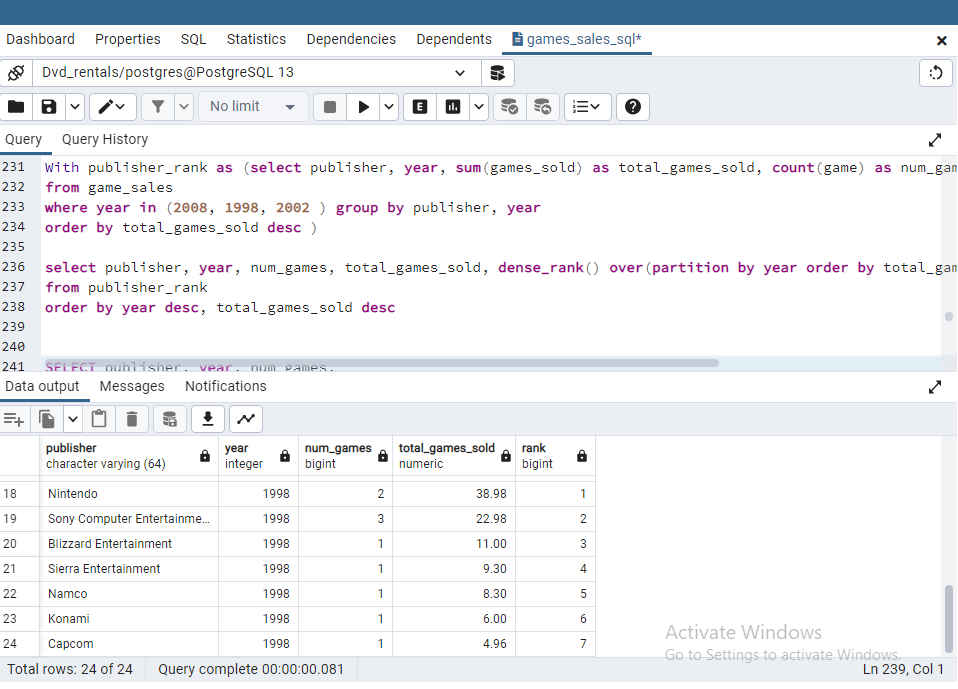 Dashboard Properties SQL Statistics Dependencies Dependents games_sales_sql*
Dvd_rentals/postgres@PostgreSQL 13
No limit
E
Query Query History
231 With publisher_rank as (select publisher, year, sum(games_sold) as total_games_sold, count(game) as num_gam
232 from game_sales
233 where year in (2008, 1998, 2002 ) group by publisher, year
234 order by total_games_sold desc )
235
236 select publisher, year, num_games, total_games_sold, dense_rank() over(partition by year order by total_gam
237 from publisher_rank
238 order by year desc, total_games_sold desc
239
240
241 SELECT publisher, year, num_games,
Data output Messages Notifications
publisher year num_games total_games_sold rank
character varying (64) integer bigint numeric bigint
18 Nintendo 1998 2 38.98 1
19 Sony Computer Entertainme... 1998 3 22.98 2
20 Blizzard Entertainment 1998 1 11.00 3
21 Sierra Entertainment 1998 1 9.30 4
22 Namco 1998 1 8.30 5
23 Konami 1998 1 6.00 6
24 Capcom 1998 1 4.96 7
Activate Windows
Go to Settings to activate Windows.
Total rows: 24 of 24 Query complete 00:00:00.081 Ln 239, Col 1